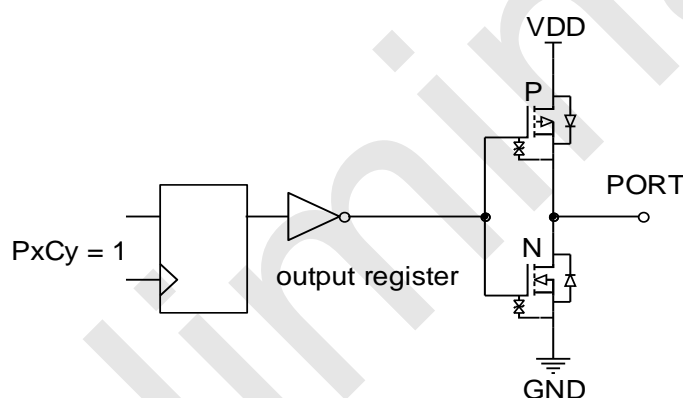 VDD
P
PORT
PxCy = 1
N
output register
GND